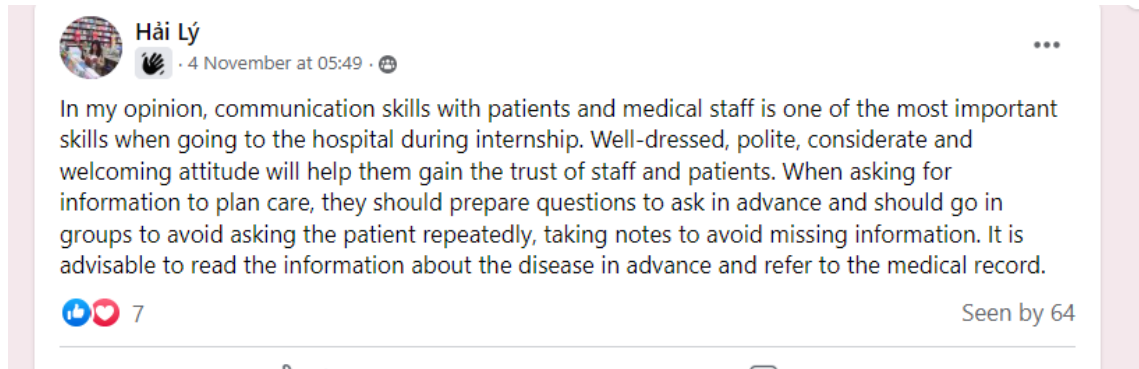 Hải Lý
· 4 November at 05:49 ·
In my opinion, communication skills with patients and medical staff is one of the most important
skills when going to the hospital during internship. Well-dressed, polite, considerate and
welcoming attitude will help them gain the trust of staff and patients. When asking for
information to plan care, they should prepare questions to ask in advance and should go in
groups to avoid asking the patient repeatedly, taking notes to avoid missing information. It is
advisable to read the information about the disease in advance and refer to the medical record.
7 Seen by 64